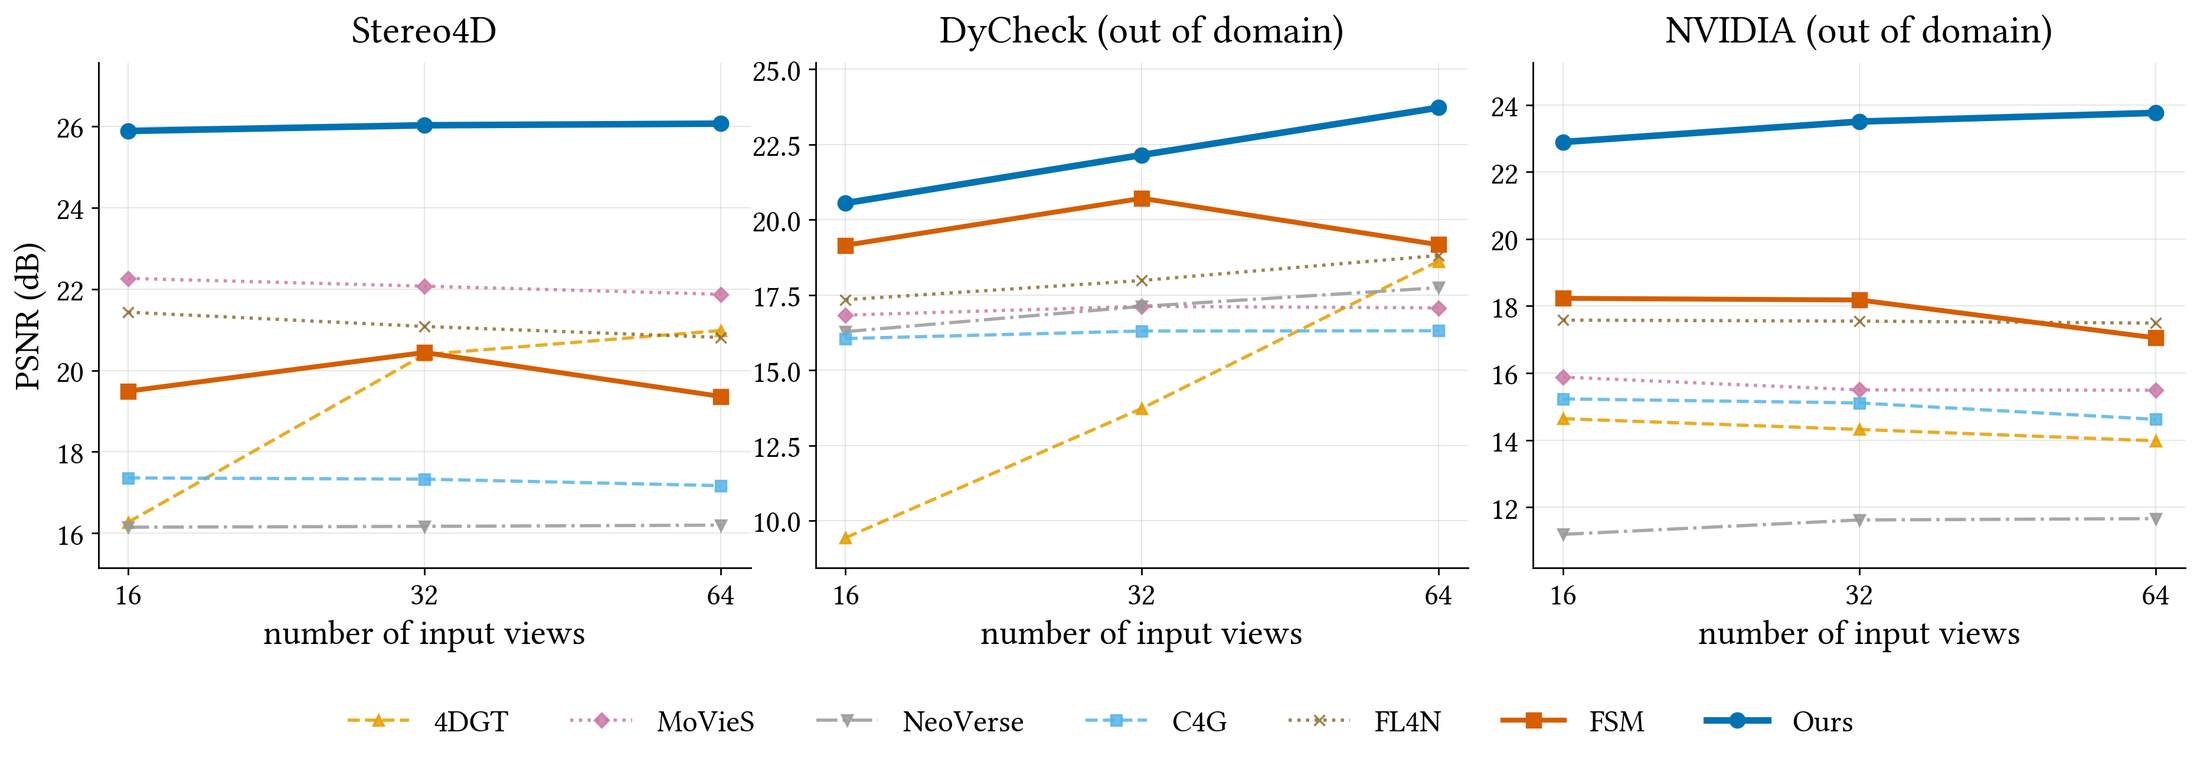 Stereo4D
DyCheck (out of domain)
NVIDIA (out of domain)
PSNR (dB)
26
24
22
20
18
16
16
32
64
number of input views
25.0
22.5
20.0
17.5
15.0
12.5
10.0
16
32
64
number of input views
24
22
20
18
16
14
12
16
32
64
number of input views
4DGT
MoVieS
NeoVerse
C4G
FL4N
FSM
Ours